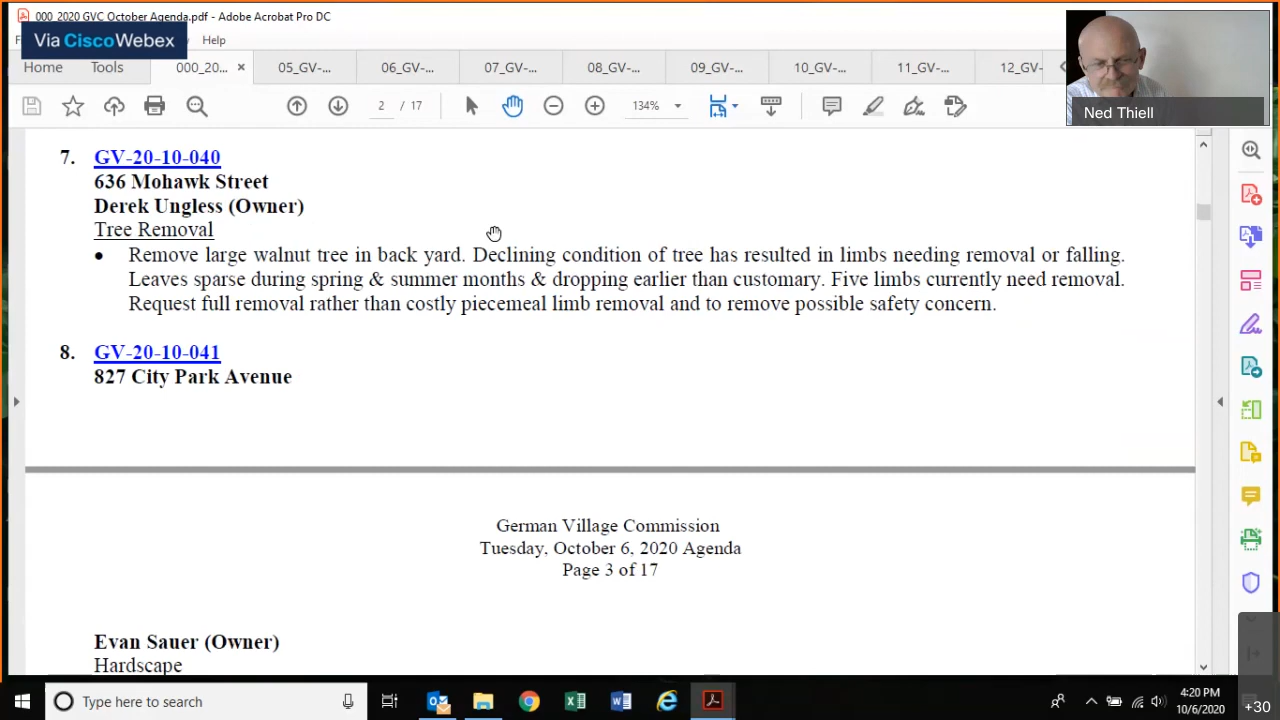 000_2020 GVC October Agenda.pdf - Adobe Acrobat Pro DC
Via Cisco Webex
Help
Home Tools 000_20... × 05_GV-... 06_GV-... 07_GV-... 08_GV-... 09_GV-... 10_GV-... 11_GV-... 12_GV-
2 / 17 134%
Ned Thiell
7. GV-20-10-040
636 Mohawk Street
Derek Ungless (Owner)
Tree Removal
• Remove large walnut tree in back yard. Declining condition of tree has resulted in limbs needing removal or falling.
Leaves sparse during spring & summer months & dropping earlier than customary. Five limbs currently need removal.
Request full removal rather than costly piecemeal limb removal and to remove possible safety concern.
8. GV-20-10-041
827 City Park Avenue
German Village Commission
Tuesday, October 6, 2020 Agenda
Page 3 of 17
Evan Sauer (Owner)
Hardscape
Type here to search
4:20 PM
10/6/2020
+30